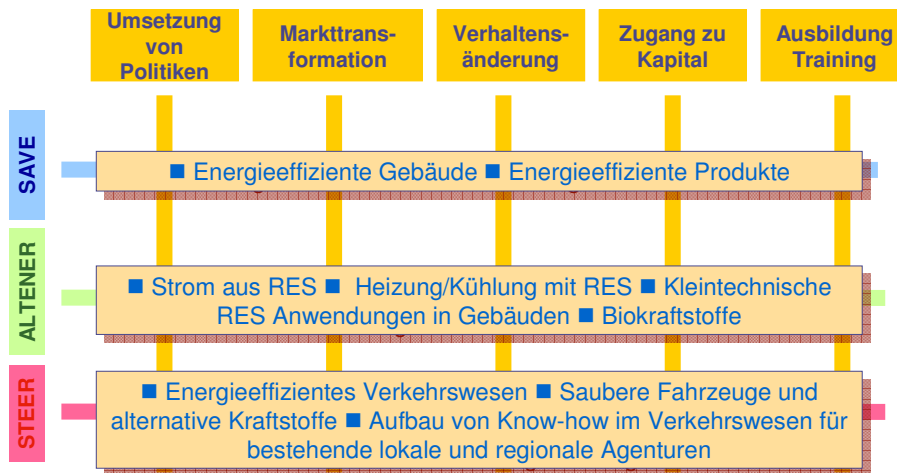 Umsetzung
von
Politiken
Markttrans-
formation
Verhaltens-
änderung
Zugang zu
Kapital
Ausbildung
Training
SAVE
■ Energieeffiziente Gebäude ■ Energieeffiziente Produkte
ALTENER
■ Strom aus RES ■ Heizung/Kühlung mit RES ■ Kleintechnische
RES Anwendungen in Gebäuden ■ Biokraftstoffe
STEER
■ Energieeffizientes Verkehrswesen ■ Saubere Fahrzeuge und
alternative Kraftstoffe ■ Aufbau von Know-how im Verkehrswesen für
bestehende lokale und regionale Agenturen